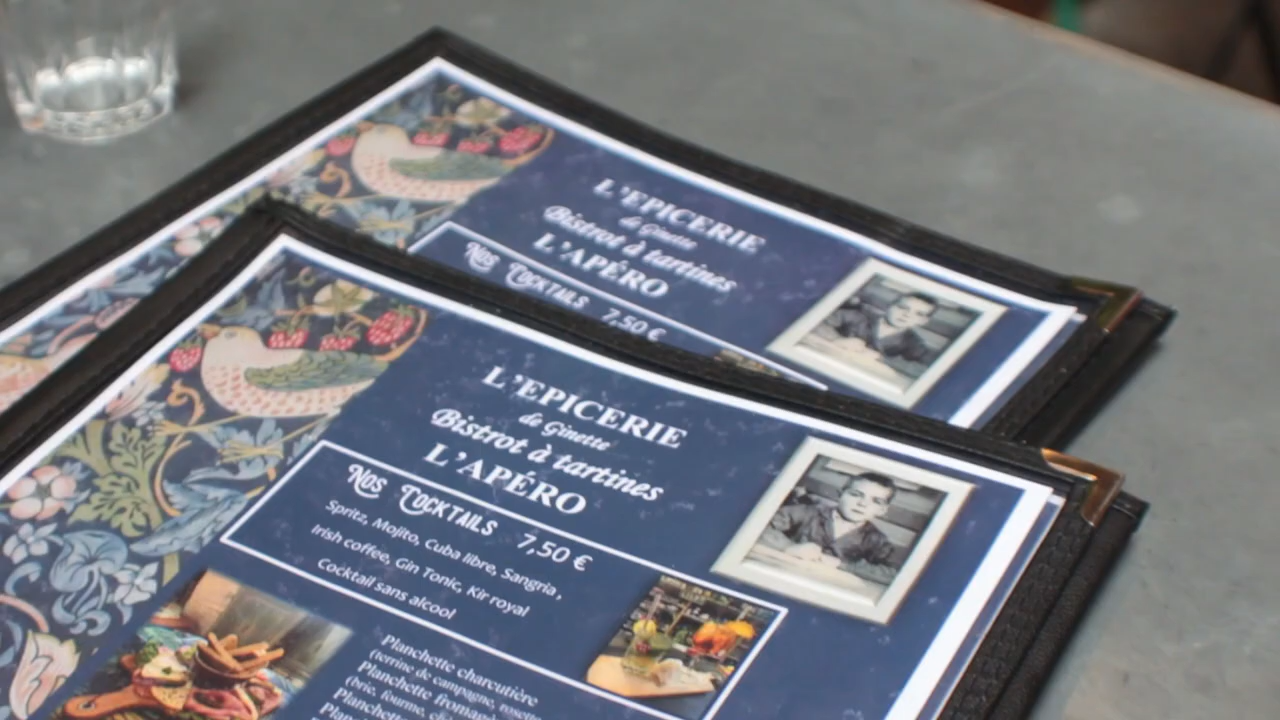 L'EPICERIE
de Ginette
Bistrot à tartines
L'APÉRO
Nos Cocktails 7,50 €
L'EPICERIE
de Ginette
Bistrot à tartines
L'APÉRO
Nos Cocktails 7,50 €
Spritz, Mojito, Cuba libre, Sangria,
Irish coffee, Gin Tonic, Kir royal
Cocktail sans alcool
Planchette charcutière
(terrine de campagne, rosette
Planchette
(brie, fourme,
Planchette